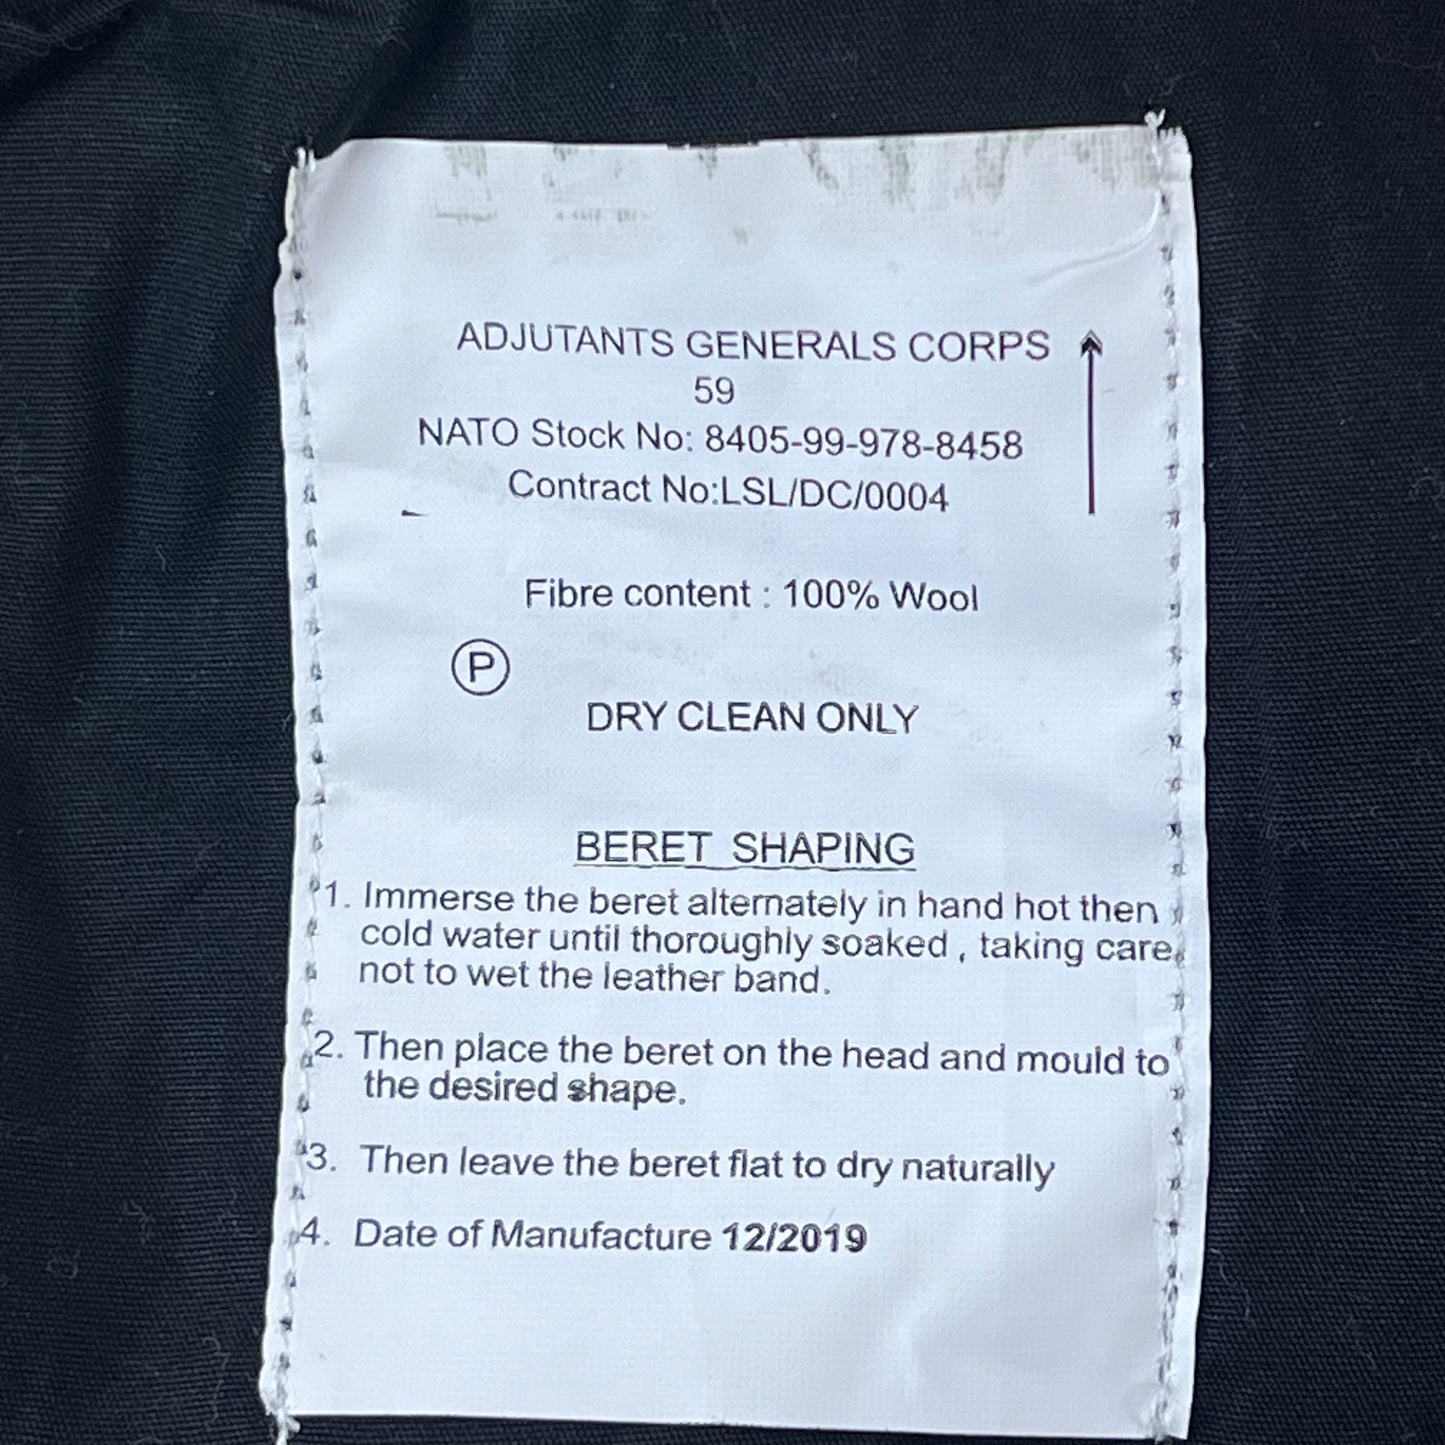 ADJUTANTS GENERALS CORPS
59
NATO Stock No: 8405-99-978-8458
Contract No:LSL/DC/0004
Fibre content : 100% Wool
P
DRY CLEAN ONLY
BERET SHAPING
1. Immerse the beret alternately in hand hot then
cold water until thoroughly soaked , taking care
not to wet the leather band.
2. Then place the beret on the head and mould to
the desired shape.
3. Then leave the beret flat to dry naturally
4. Date of Manufacture 12/2019